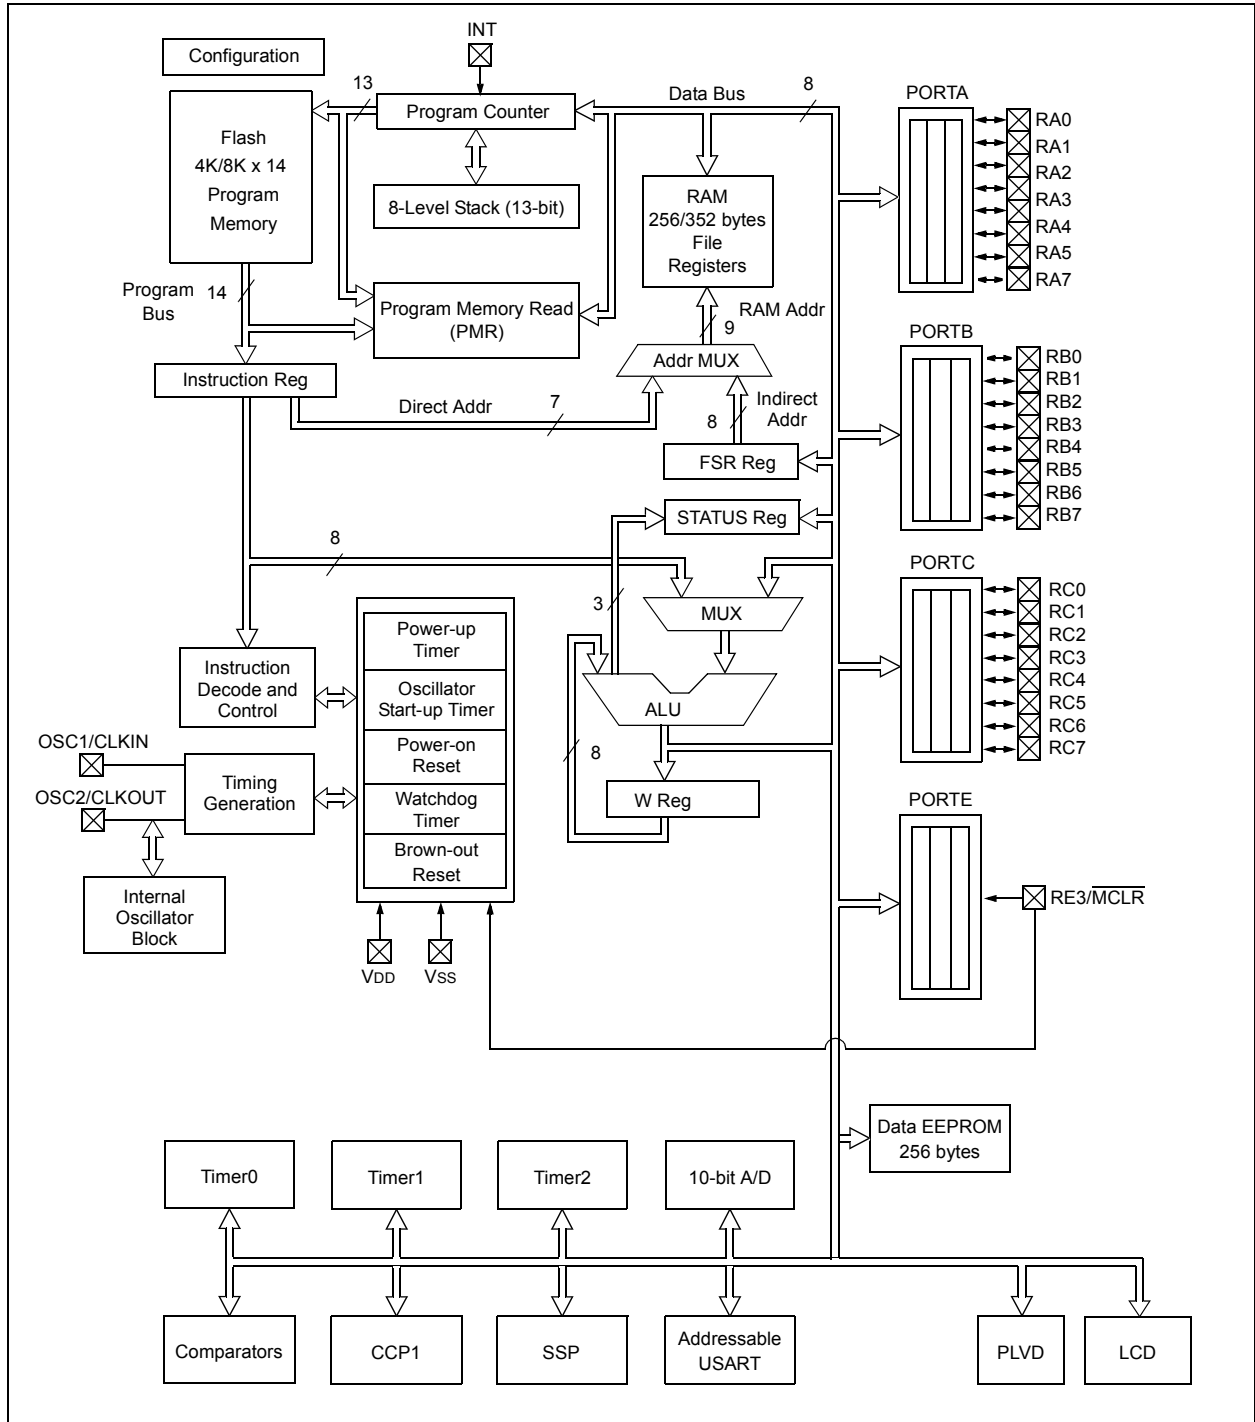 INT
Configuration
13
Program Counter
Data Bus
8
PORTA
Flash
4K/8K x 14
Program
Memory
8-Level Stack (13-bit)
RAM
256/352 bytes
File
Registers
RA0
RA1
RA2
RA3
RA4
RA5
RA7
Program
Bus
14
Program Memory Read
(PMR)
RAM Addr
9
Addr MUX
PORTB
RB0
RB1
RB2
RB3
RB4
RB5
RB6
RB7
Instruction Reg
Direct Addr
7
Indirect
Addr
8
FSR Reg
STATUS Reg
8
3
MUX
PORTC
RC0
RC1
RC2
RC3
RC4
RC5
RC6
RC7
Power-up
Timer
Oscillator
Start-up Timer
Power-on
Reset
Watchdog
Timer
Brown-out
Reset
Instruction
Decode and
Control
ALU
8
W Reg
OSC1/CLKIN
OSC2/CLKOUT
Timing
Generation
Internal
Oscillator
Block
VDD
VSS
PORTE
RE3/MCLR
Data EEPROM
256 bytes
Timer0
Timer1
Timer2
10-bit A/D
Comparators
CCP1
SSP
Addressable
USART
PLVD
LCD